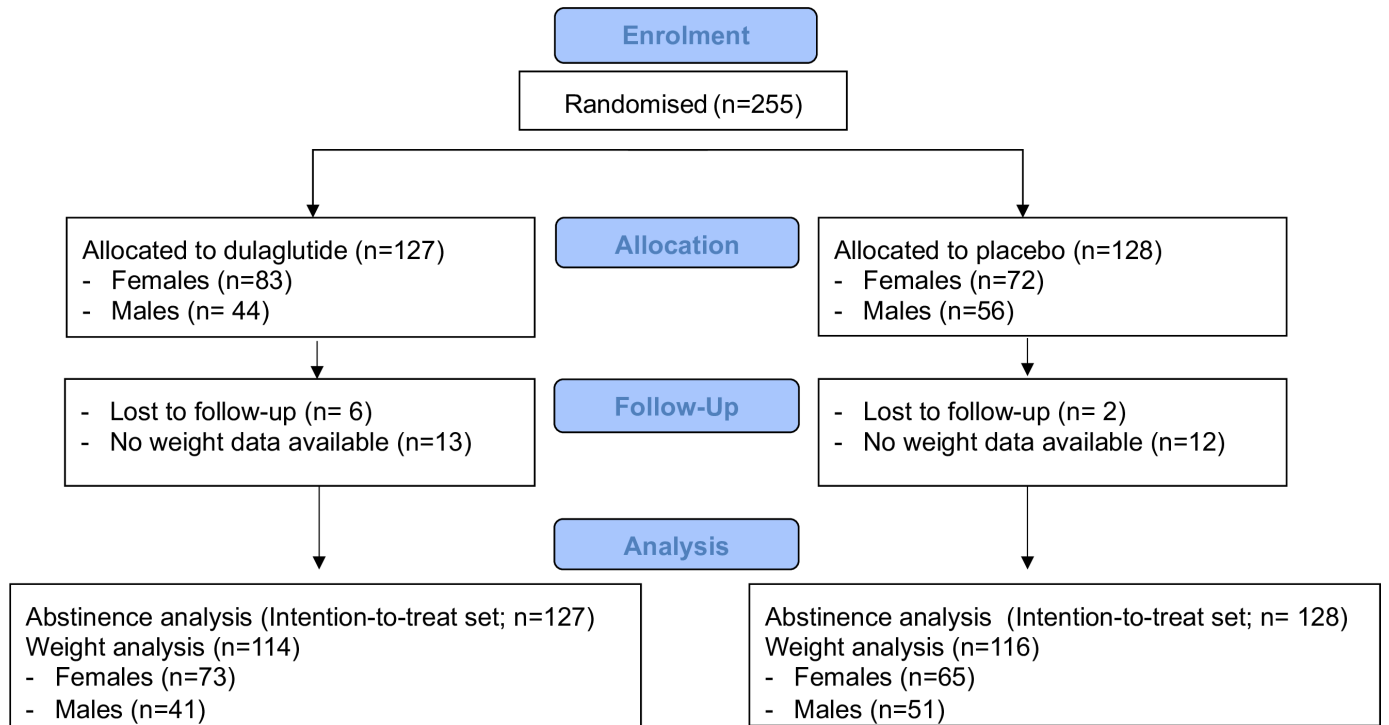 Enrolment
Randomised (n=255)
Allocated to dulaglutide (n=127)
- Females (n=83)
- Males (n= 44)
Allocation
Allocated to placebo (n=128)
- Females (n=72)
- Males (n=56)
- Lost to follow-up (n= 6)
- No weight data available (n=13)
Follow-Up
- Lost to follow-up (n= 2)
- No weight data available (n=12)
Analysis
Abstinence analysis (Intention-to-treat set; n=127)
Weight analysis (n=114)
- Females (n=73)
- Males (n=41)
Abstinence analysis (Intention-to-treat set; n= 128)
Weight analysis (n=116)
- Females (n=65)
- Males (n=51)